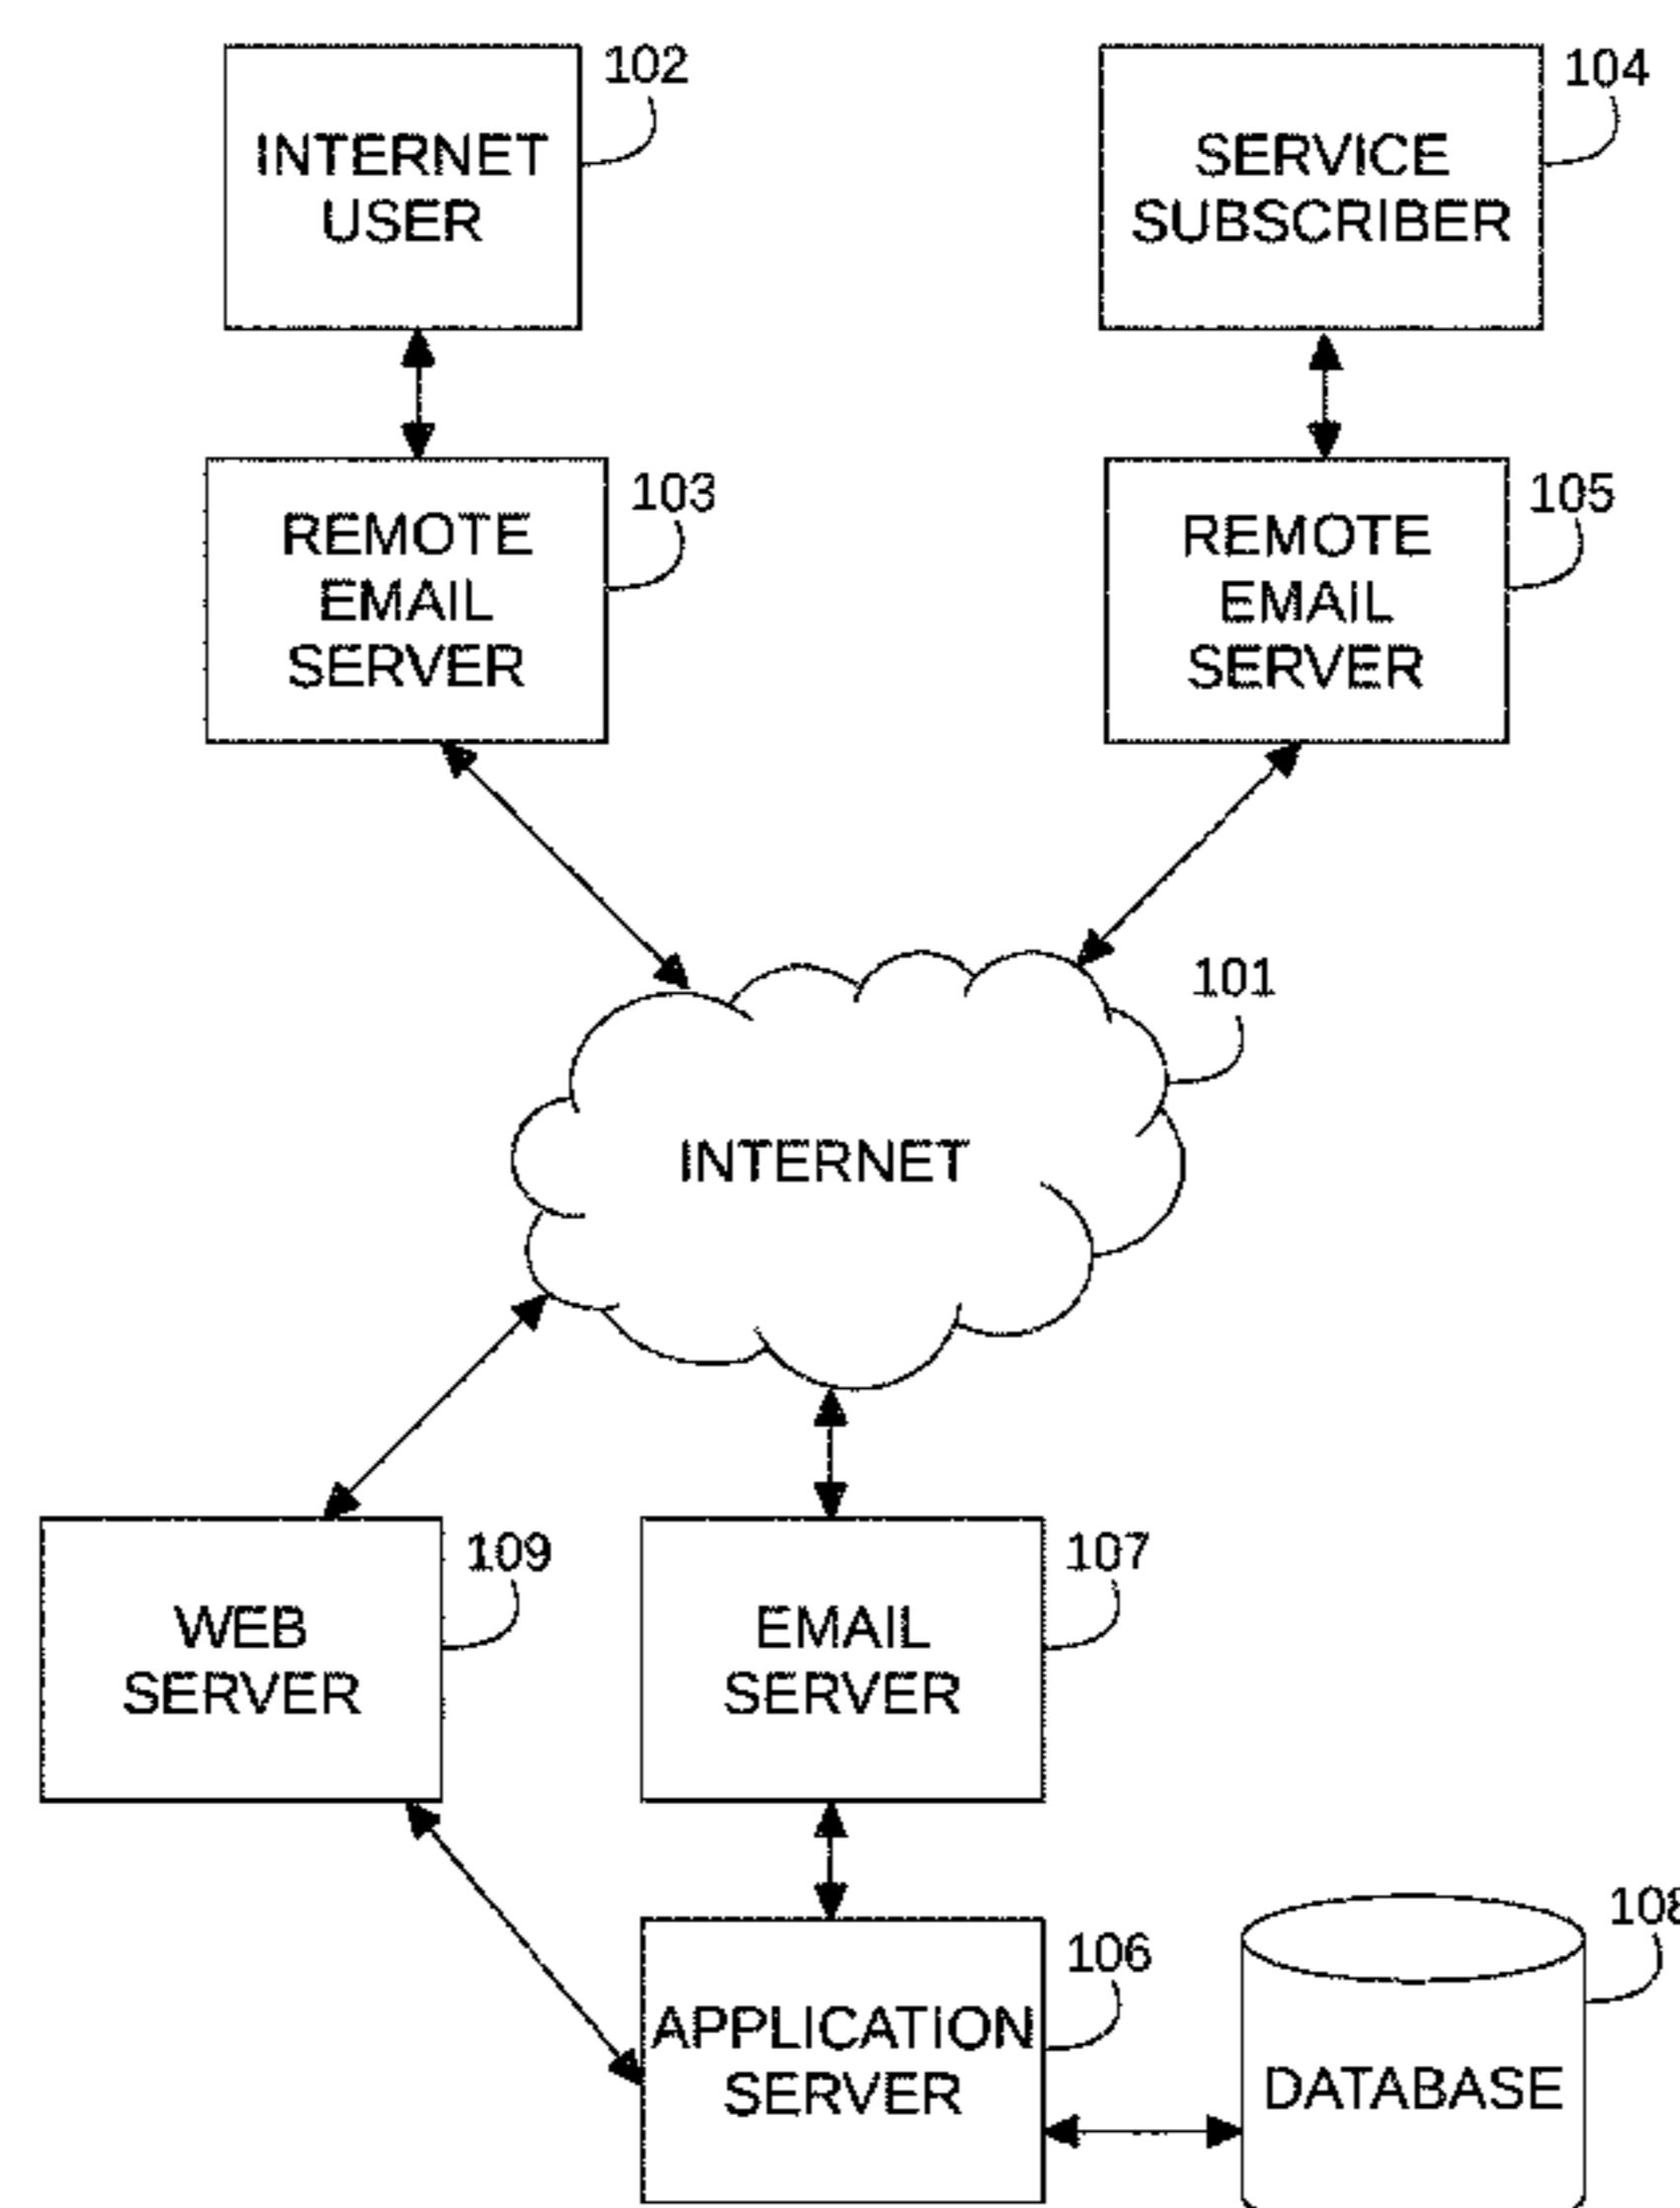 102
INTERNET
USER
104
SERVICE
SUBSCRIBER
103
REMOTE
EMAIL
SERVER
105
REMOTE
EMAIL
SERVER
101
INTERNET
109
WEB
SERVER
107
EMAIL
SERVER
106
APPLICATION
SERVER
108
DATABASE